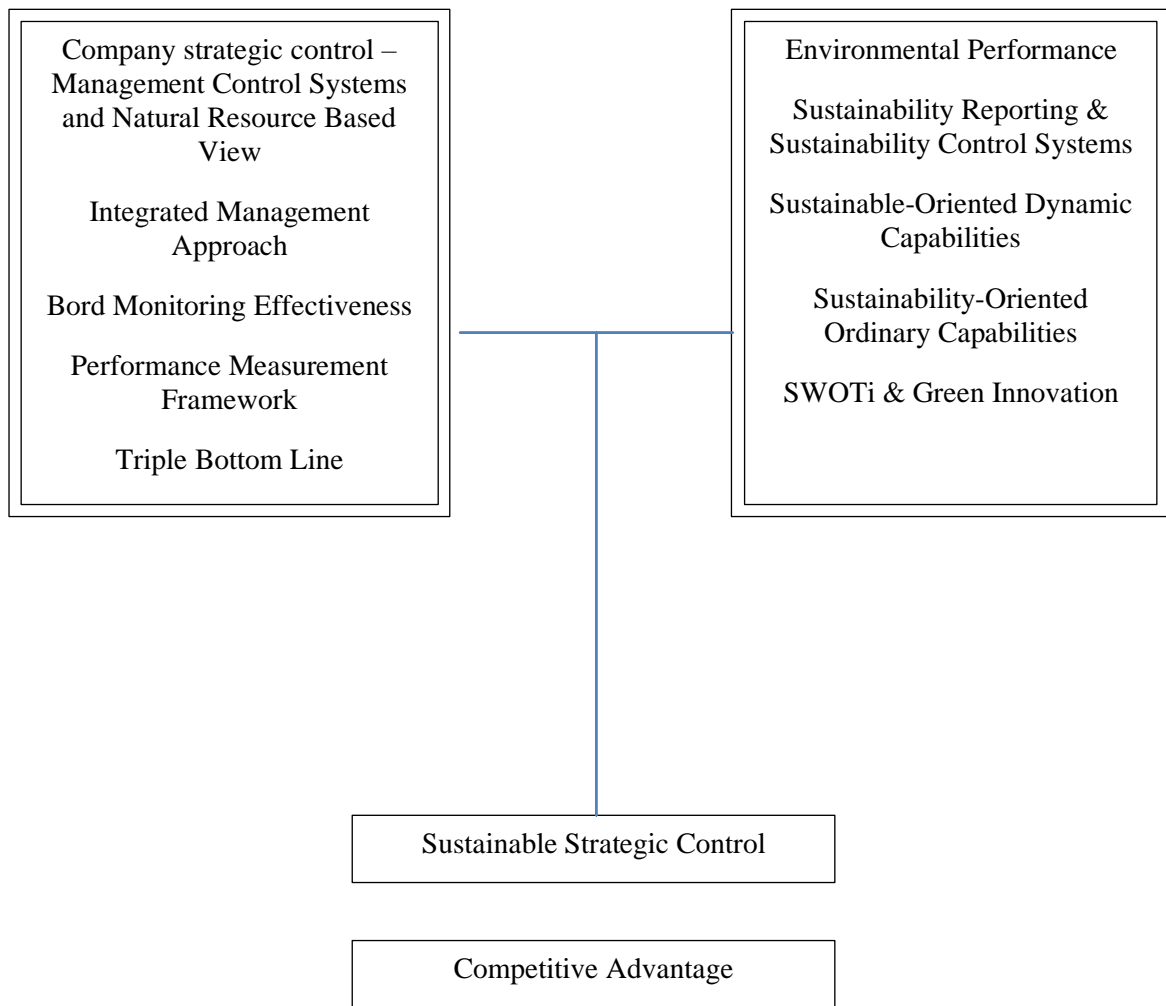 Company strategic control –
Management Control Systems
and Natural Resource Based
View
Integrated Management
Approach
Bord Monitoring Effectiveness
Performance Measurement
Framework
Triple Bottom Line
Environmental Performance
Sustainability Reporting &
Sustainability Control Systems
Sustainable-Oriented Dynamic
Capabilities
Sustainability-Oriented
Ordinary Capabilities
SWOTi & Green Innovation
Sustainable Strategic Control
Competitive Advantage